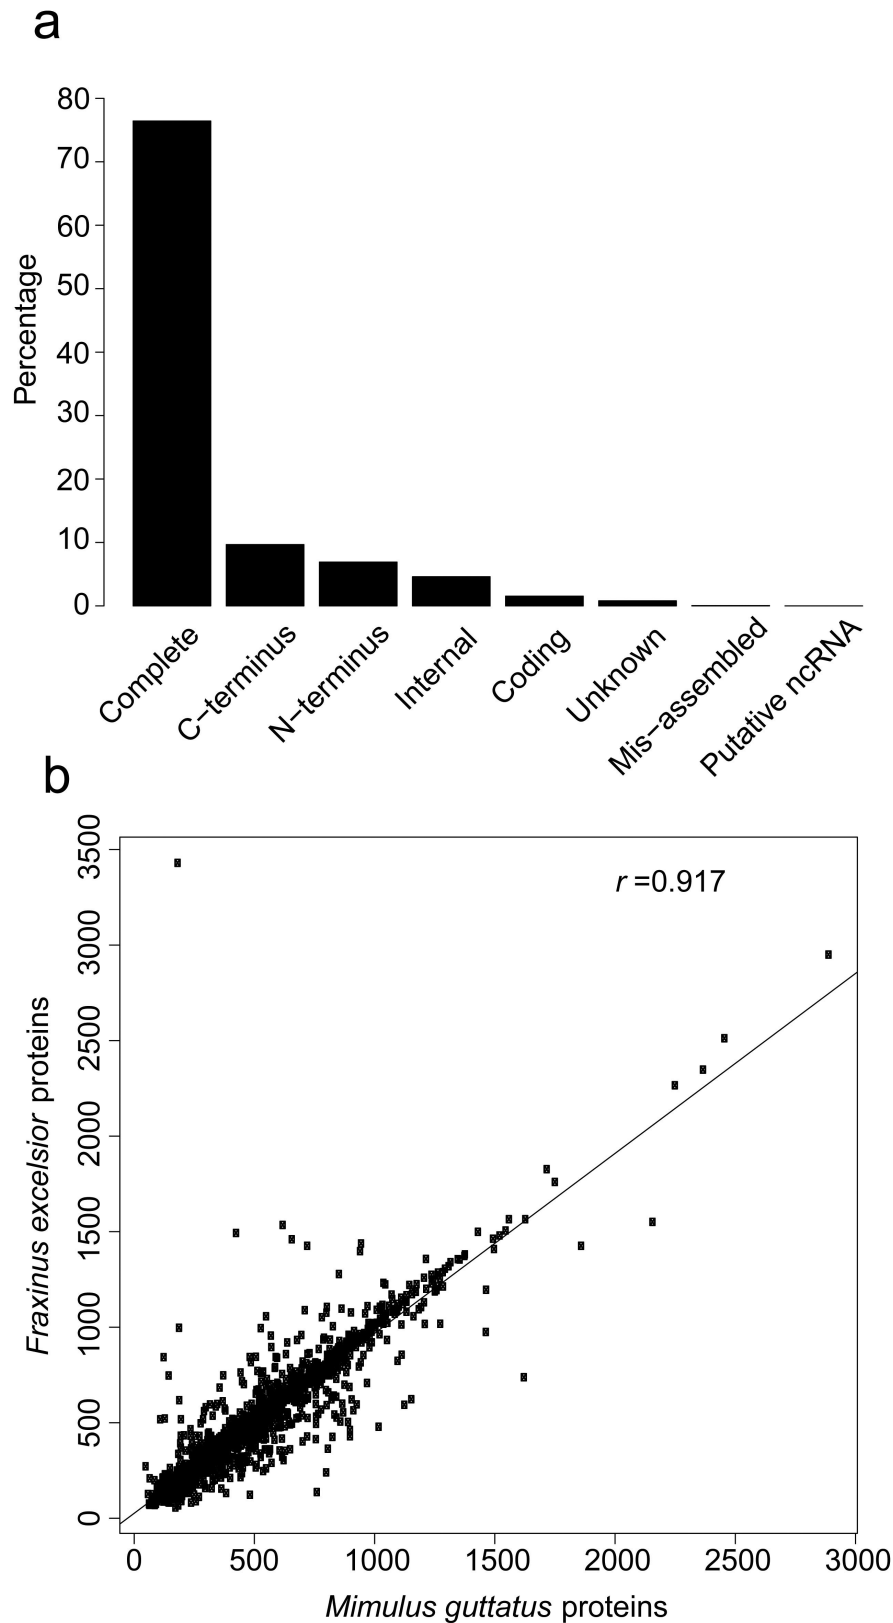 a
80
70
60
50
40
30
20
10
0
Percentage
Complete
C−terminus
N−terminus
Internal
Coding
Unknown
Mis−assembled
Putative ncRNA
b
3500
3000
2500
2000
1500
1000
500
0
Fraxinus excelsior proteins
r =0.917
0 500 1000 1500 2000 2500 3000
Mimulus guttatus proteins